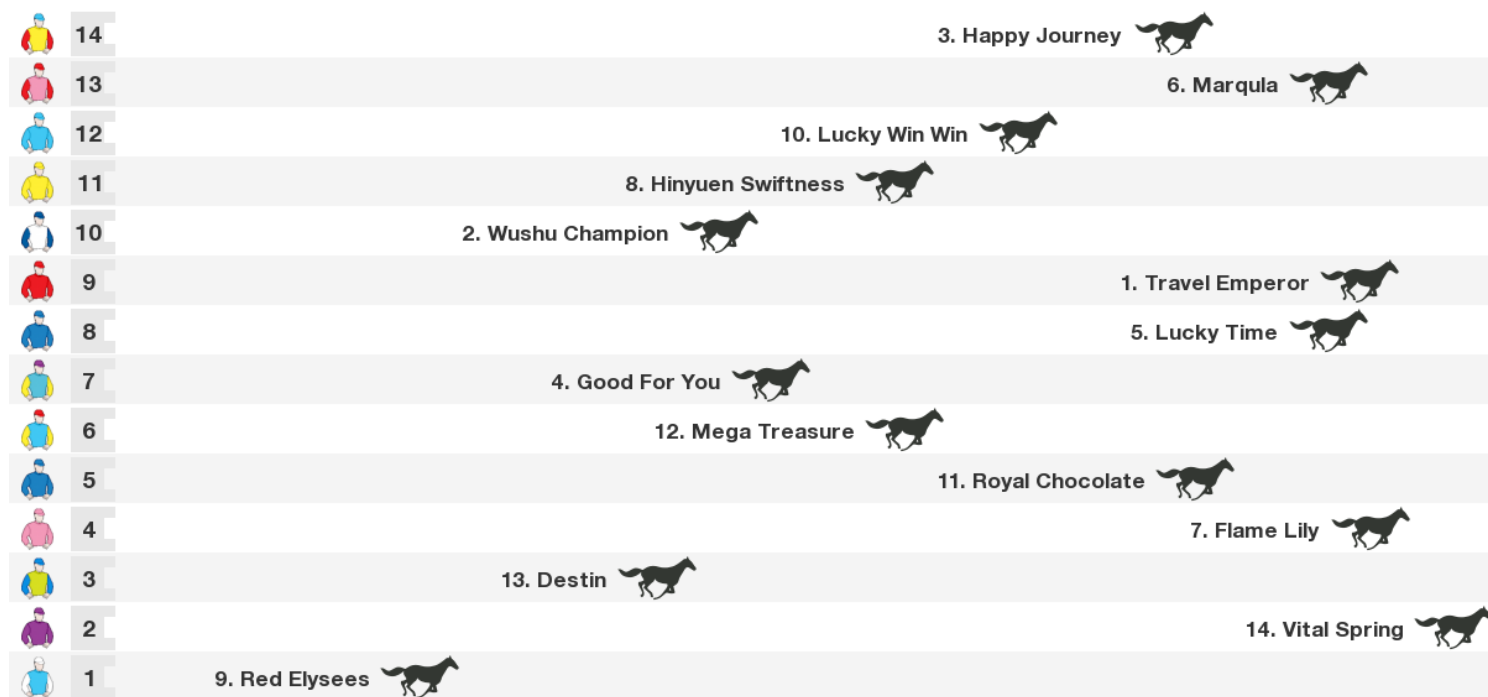 14 3. Happy Journey
13 6. Marqula
12 10. Lucky Win Win
11 8. Hinyuen Swiftness
10 2. Wushu Champion
9 1. Travel Emperor
8 5. Lucky Time
7 4. Good For You
6 12. Mega Treasure
5 11. Royal Chocolate
4 7. Flame Lily
3 13. Destin
2 14. Vital Spring
1 9. Red Elysees